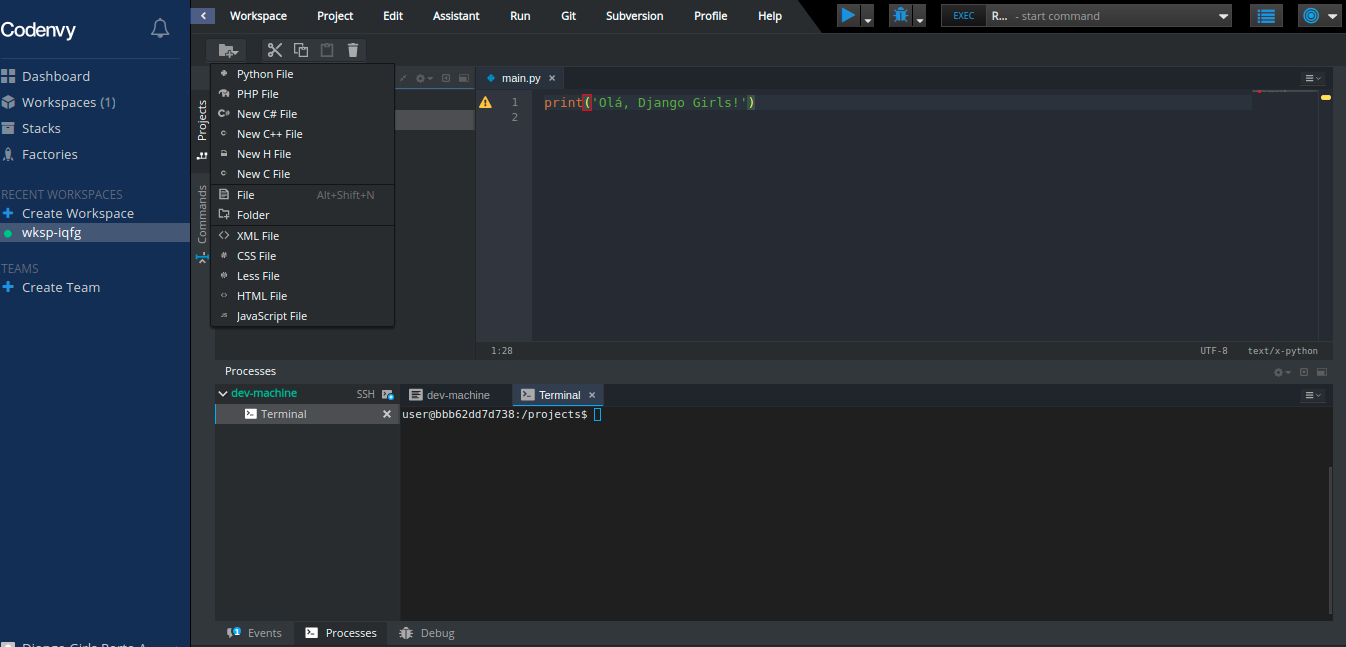 Codenvy
Dashboard
Workspaces (1)
Stacks
Factories
RECENT WORKSPACES
Create Workspace
wksp-iqfg
TEAMS
Create Team
Workspace Project Edit Assistant Run Git Subversion Profile Help
EXEC R... - start command
Projects
Commands
Python File
PHP File
C# New C# File
C New C++ File
New H File
C New C File
File Alt+Shift+N
Folder
XML File
# CSS File
Less File
HTML File
JS JavaScript File
main.py
1 print('Olá, Django Girls!')
2
1:28 UTF-8 text/x-python
Processes
dev-machine SSH
Terminal
dev-machine Terminal
user@bbb62dd7d738:/projects$
1 Events Processes Debug